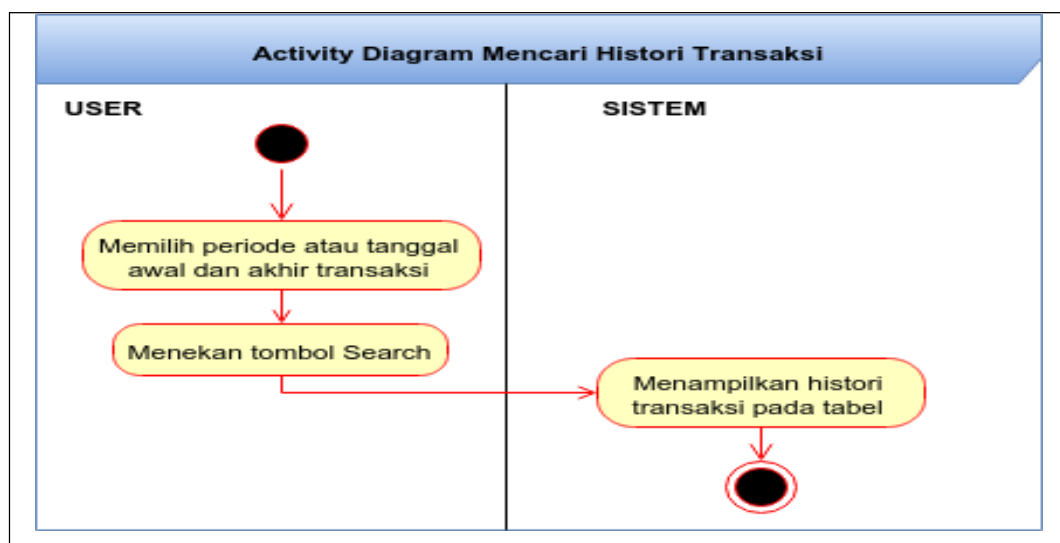 Activity Diagram Mencari Histori Transaksi
USER
SISTEM
Memilih periode atau tanggal
awal dan akhir transaksi
Menekan tombol Search
Menampilkan histori
transaksi pada tabel